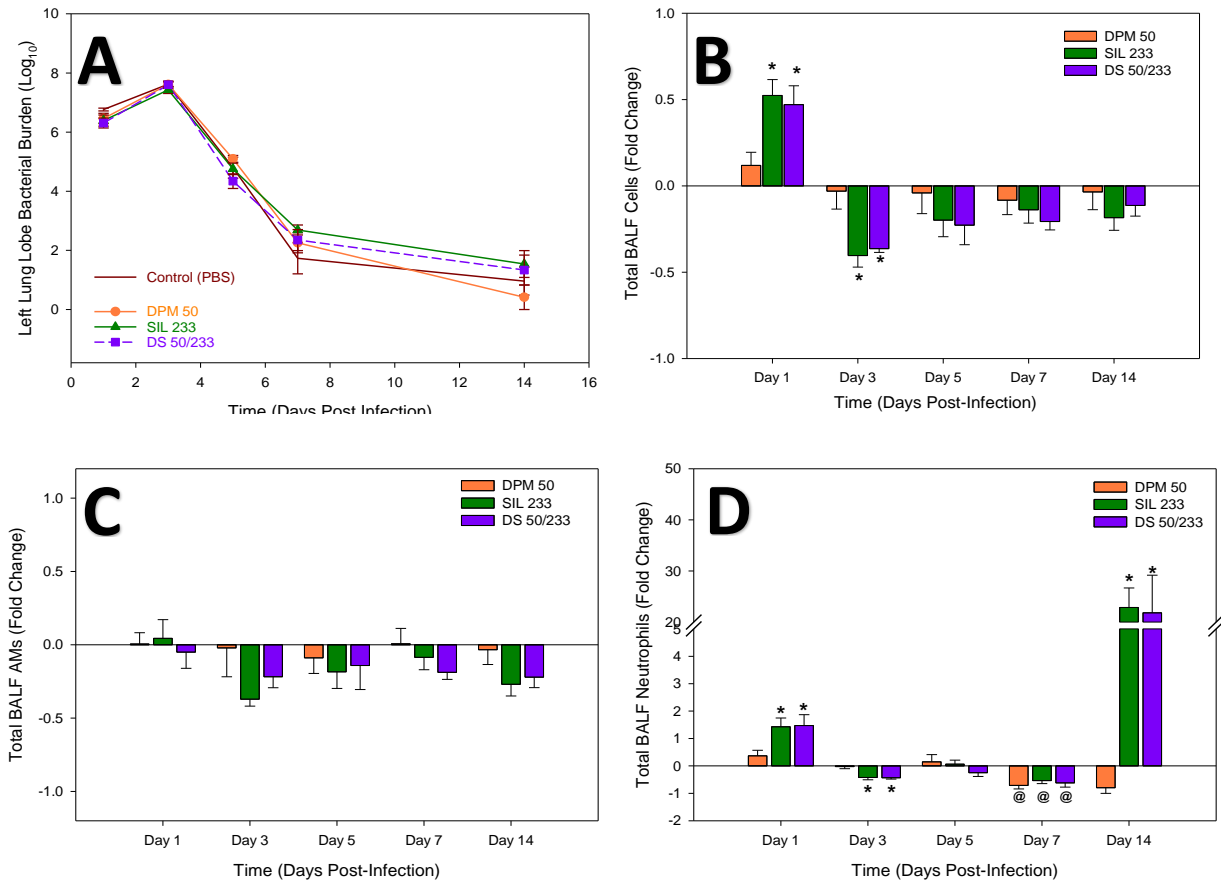 A
Left Lung Lobe Bacterial Burden (Log10)
10
8
6
4
2
0
Control (PBS)
DPM 50
SIL 233
DS 50/233
0 2 4 6 8 10 12 14 16
Time (Days Post Infection)
B
Total BALF Cells (Fold Change)
1.0
0.5
0.0
-0.5
-1.0
DPM 50
SIL 233
DS 50/233
* *
* *
Day 1 Day 3 Day 5 Day 7 Day 14
Time (Days Post-Infection)
C
Total BALF AMs (Fold Change)
1.0
0.5
0.0
-0.5
-1.0
DPM 50
SIL 233
DS 50/233
Day 1 Day 3 Day 5 Day 7 Day 14
Time (Days Post-Infection)
D
Total BALF Neutrophils (Fold Change)
50
40
30
20
5
4
3
2
1
0
-1
-2
DPM 50
SIL 233
DS 50/233
* *
* *
* *
@ @ @
Day 1 Day 3 Day 5 Day 7 Day 14
Time (Days Post-Infection)